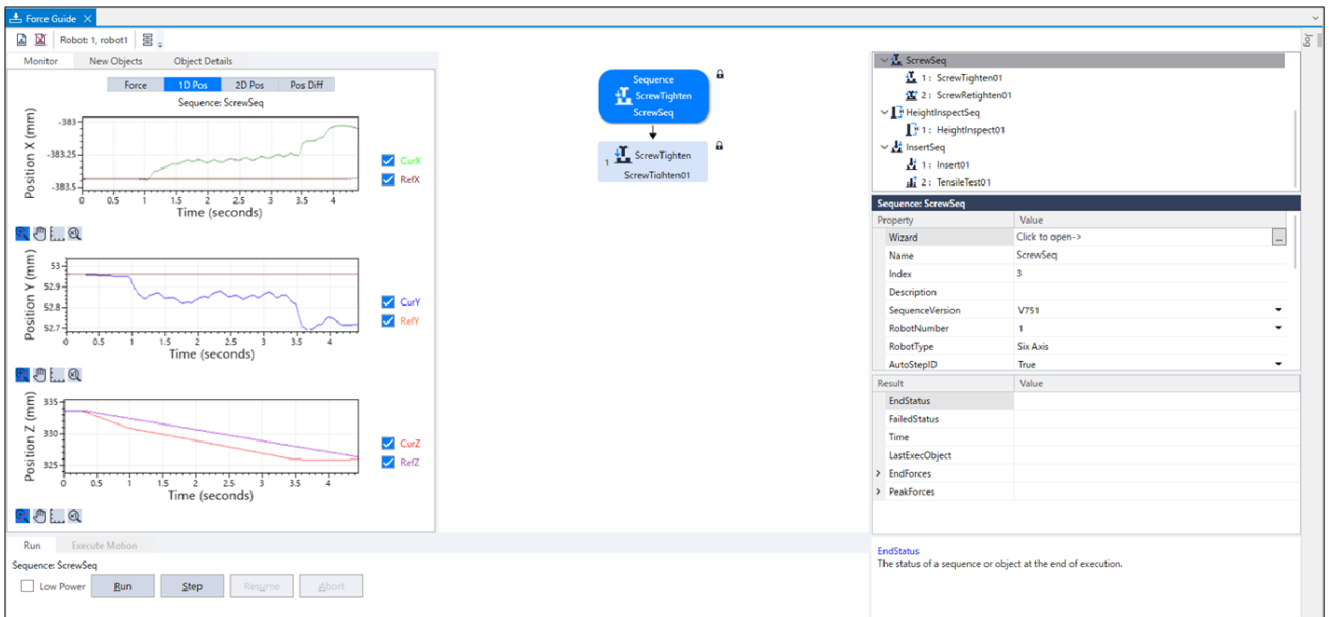 Force Guide
Robot: 1, robot1
Jog
Monitor New Objects Object Details
Force 1D Pos 2D Pos Pos Diff
Sequence: ScrewSeq
Position X (mm)
-383
-383.25
-383.5
0 0.5 1 1.5 2 2.5 3 3.5 4
Time (seconds)
CurX
RefX
Position Y (mm)
53
52.9
52.8
52.7
0 0.5 1 1.5 2 2.5 3 3.5 4
Time (seconds)
CurY
RefY
Position Z (mm)
335
330
325
0 0.5 1 1.5 2 2.5 3 3.5 4
Time (seconds)
CurZ
RefZ
Run Execute Motion
Sequence: ScrewSeq
Low Power Run Step Resume Abort
Sequence
ScrewTighten
ScrewSeq
1 ScrewTighten
ScrewTighten01
ScrewSeq
1: ScrewTighten01
2: ScrewRetighten01
HeightInspectSeq
1: HeightInspect01
InsertSeq
1: Insert01
2: TensileTest01
Sequence: ScrewSeq
Property Value
Wizard Click to open-> ...
Name ScrewSeq
Index 3
Description
SequenceVersion V751
RobotNumber 1
RobotType Six Axis
AutoStepID True
Result Value
EndStatus
FailedStatus
Time
LastExecObject
EndForces
PeakForces
EndStatus
The status of a sequence or object at the end of execution.